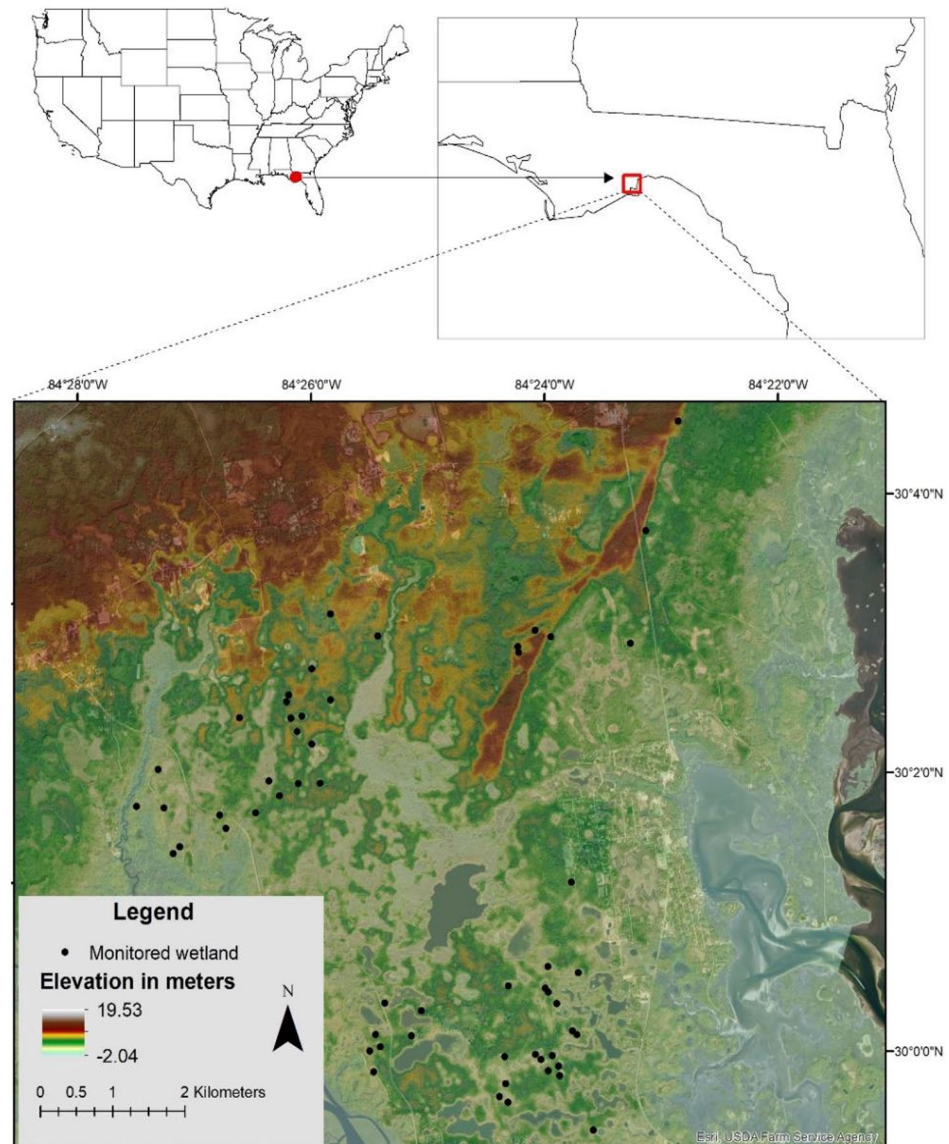 84°28'0"W 84°26'0"W 84°24'0"W 84°22'0"W
30°4'0"N
30°2'0"N
30°0'0"N
Legend
Monitored wetland
Elevation in meters
19.53
-2.04
N
0 0.5 1 2 Kilometers
Esri, USDA Farm Service Agency